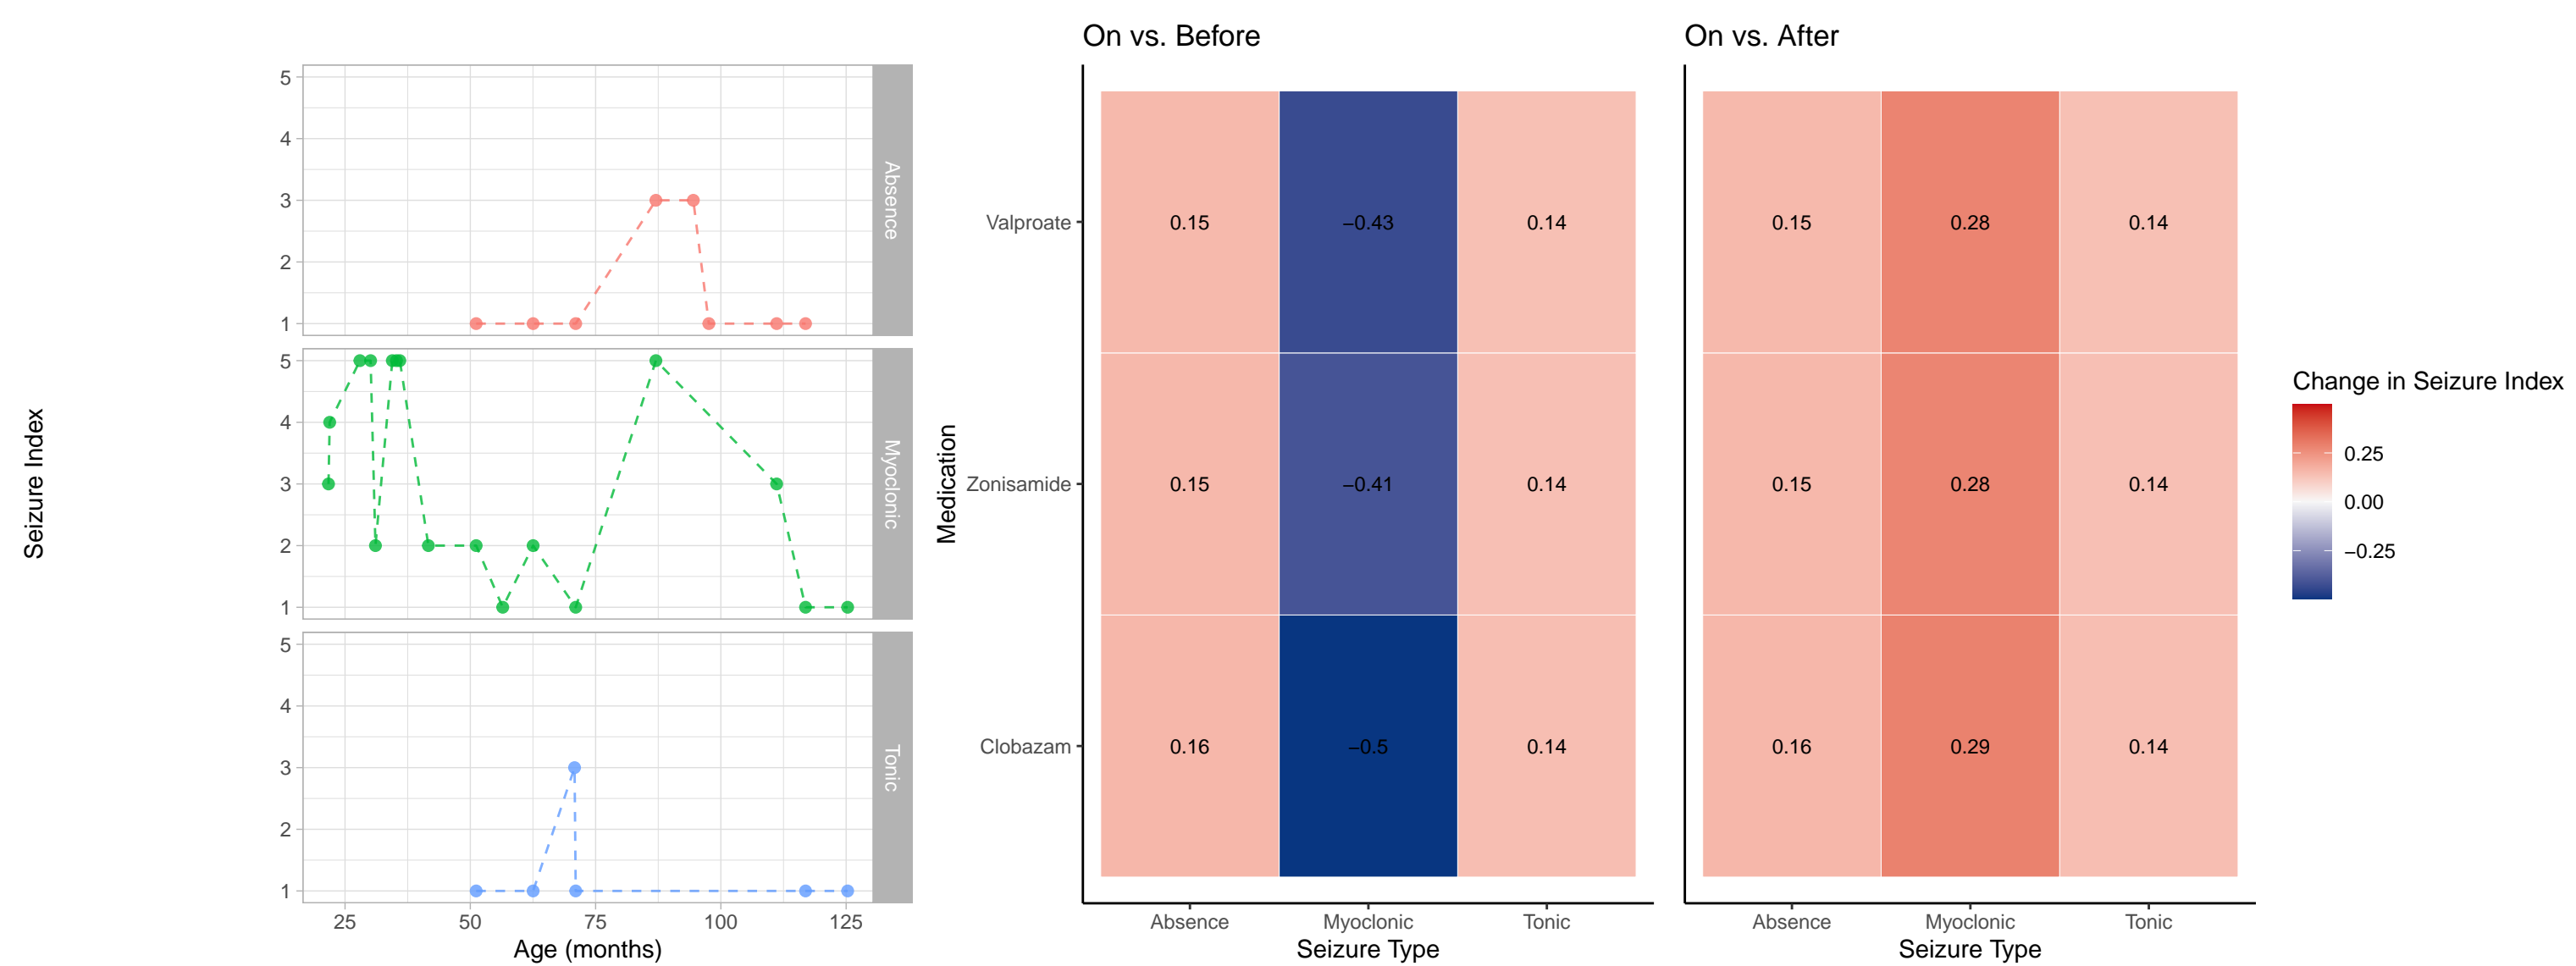 On vs. Before
On vs. After
Seizure Index
5
4
3
2
1
Absence
5
4
3
2
1
Myoclonic
5
4
3
2
1
Tonic
25 50 75 100 125
Age (months)
Medication
Valproate
Zonisamide
Clobazam
0.15 −0.43 0.14
0.15 −0.41 0.14
0.16 −0.5 0.14
Absence Myoclonic Tonic
Seizure Type
0.15 0.28 0.14
0.15 0.28 0.14
0.16 0.29 0.14
Absence Myoclonic Tonic
Seizure Type
Change in Seizure Index
0.25
0.00
−0.25